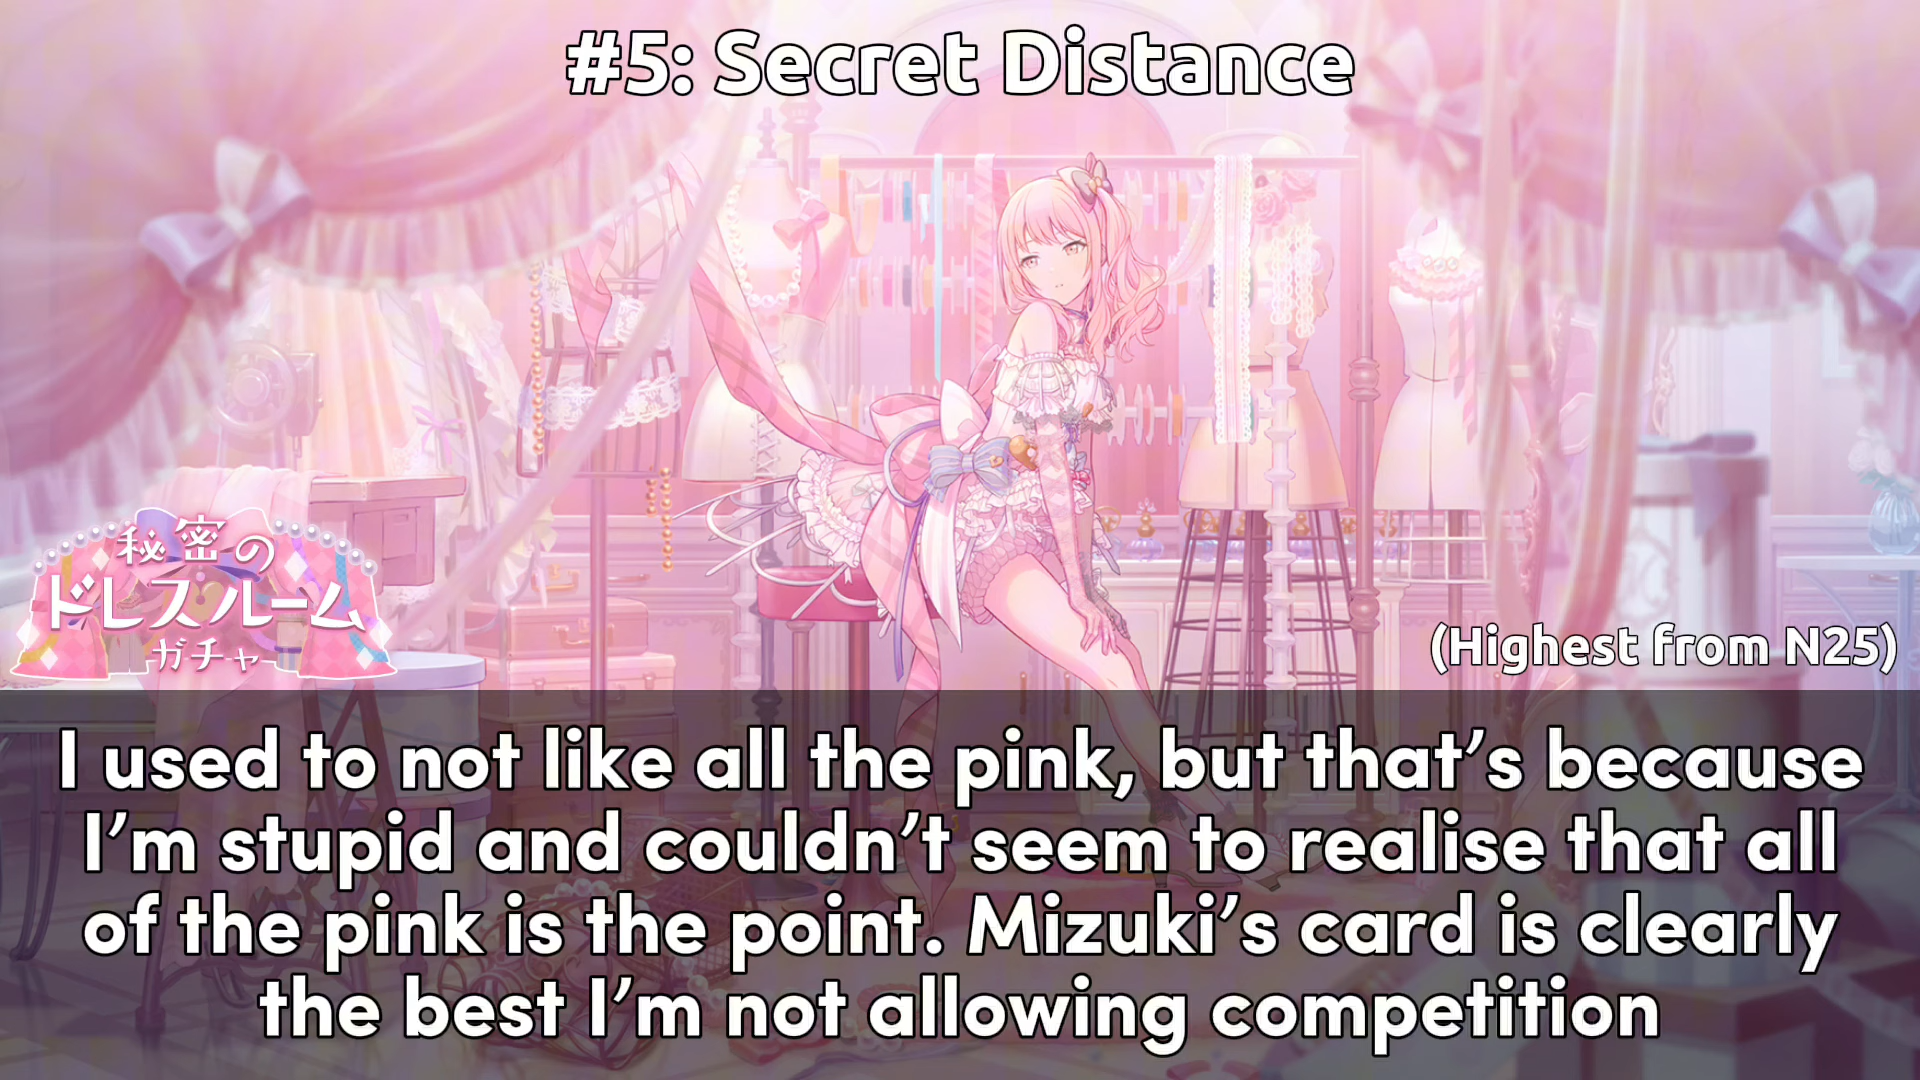 #5: Secret Distance
秘密の
ドレスルーム
ガチャ
(Highest from N25)
I used to not like all the pink, but that’s because
I’m stupid and couldn’t seem to realise that all
of the pink is the point. Mizuki’s card is clearly
the best I’m not allowing competition